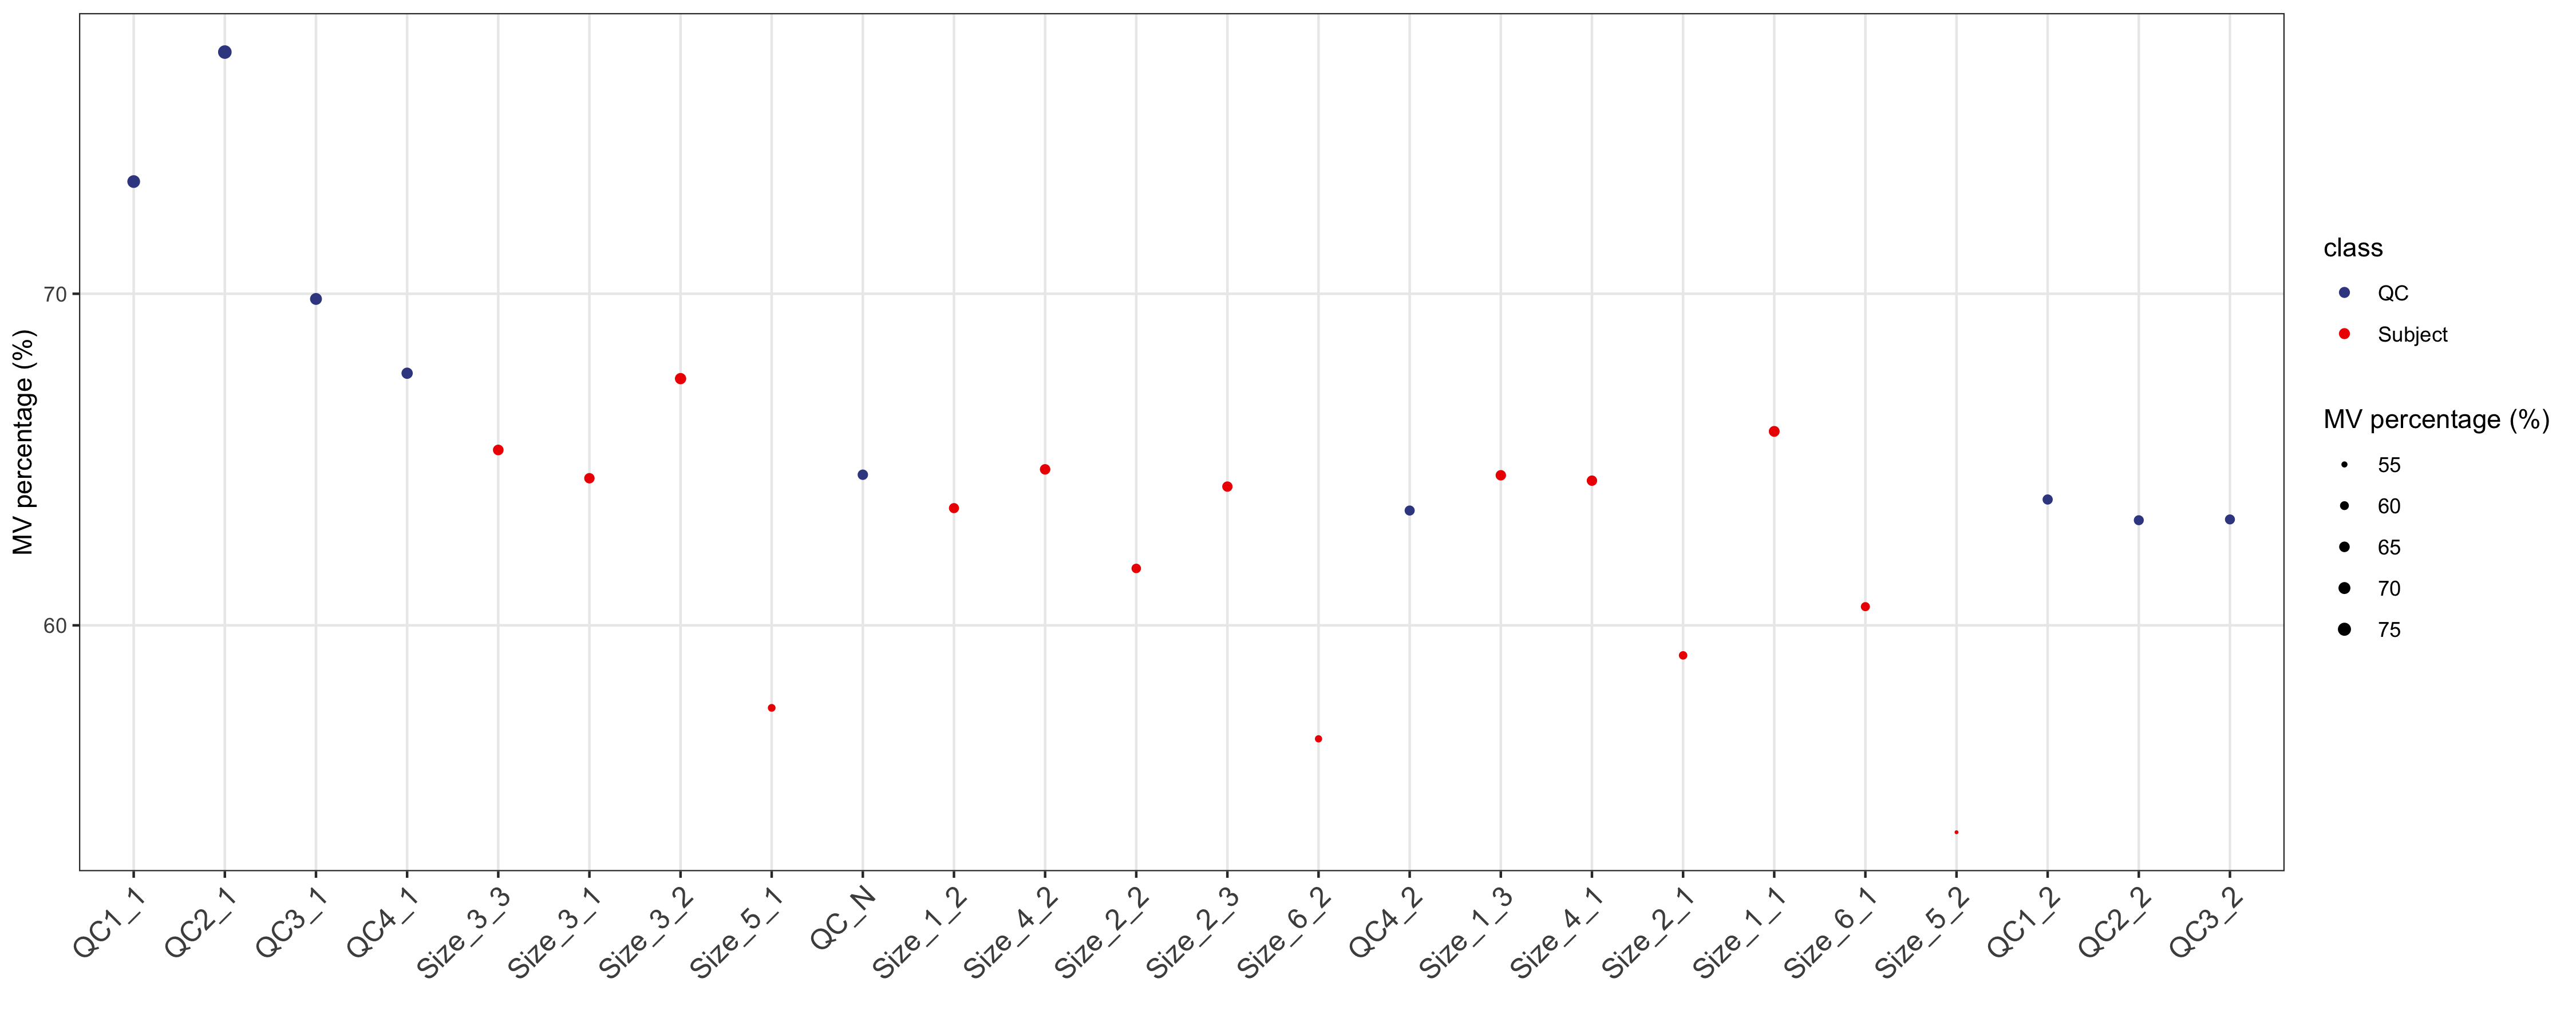 MV percentage (%)
70
60
QC1_1
QC2_1
QC3_1
QC4_1
Size_3_3
Size_3_1
Size_3_2
Size_5_1
QC_N
Size_1_2
Size_4_2
Size_2_2
Size_2_3
Size_6_2
QC4_2
Size_1_3
Size_4_1
Size_2_1
Size_1_1
Size_6_1
Size_5_2
QC1_2
QC2_2
QC3_2
class
QC
Subject
MV percentage (%)
55
60
65
70
75